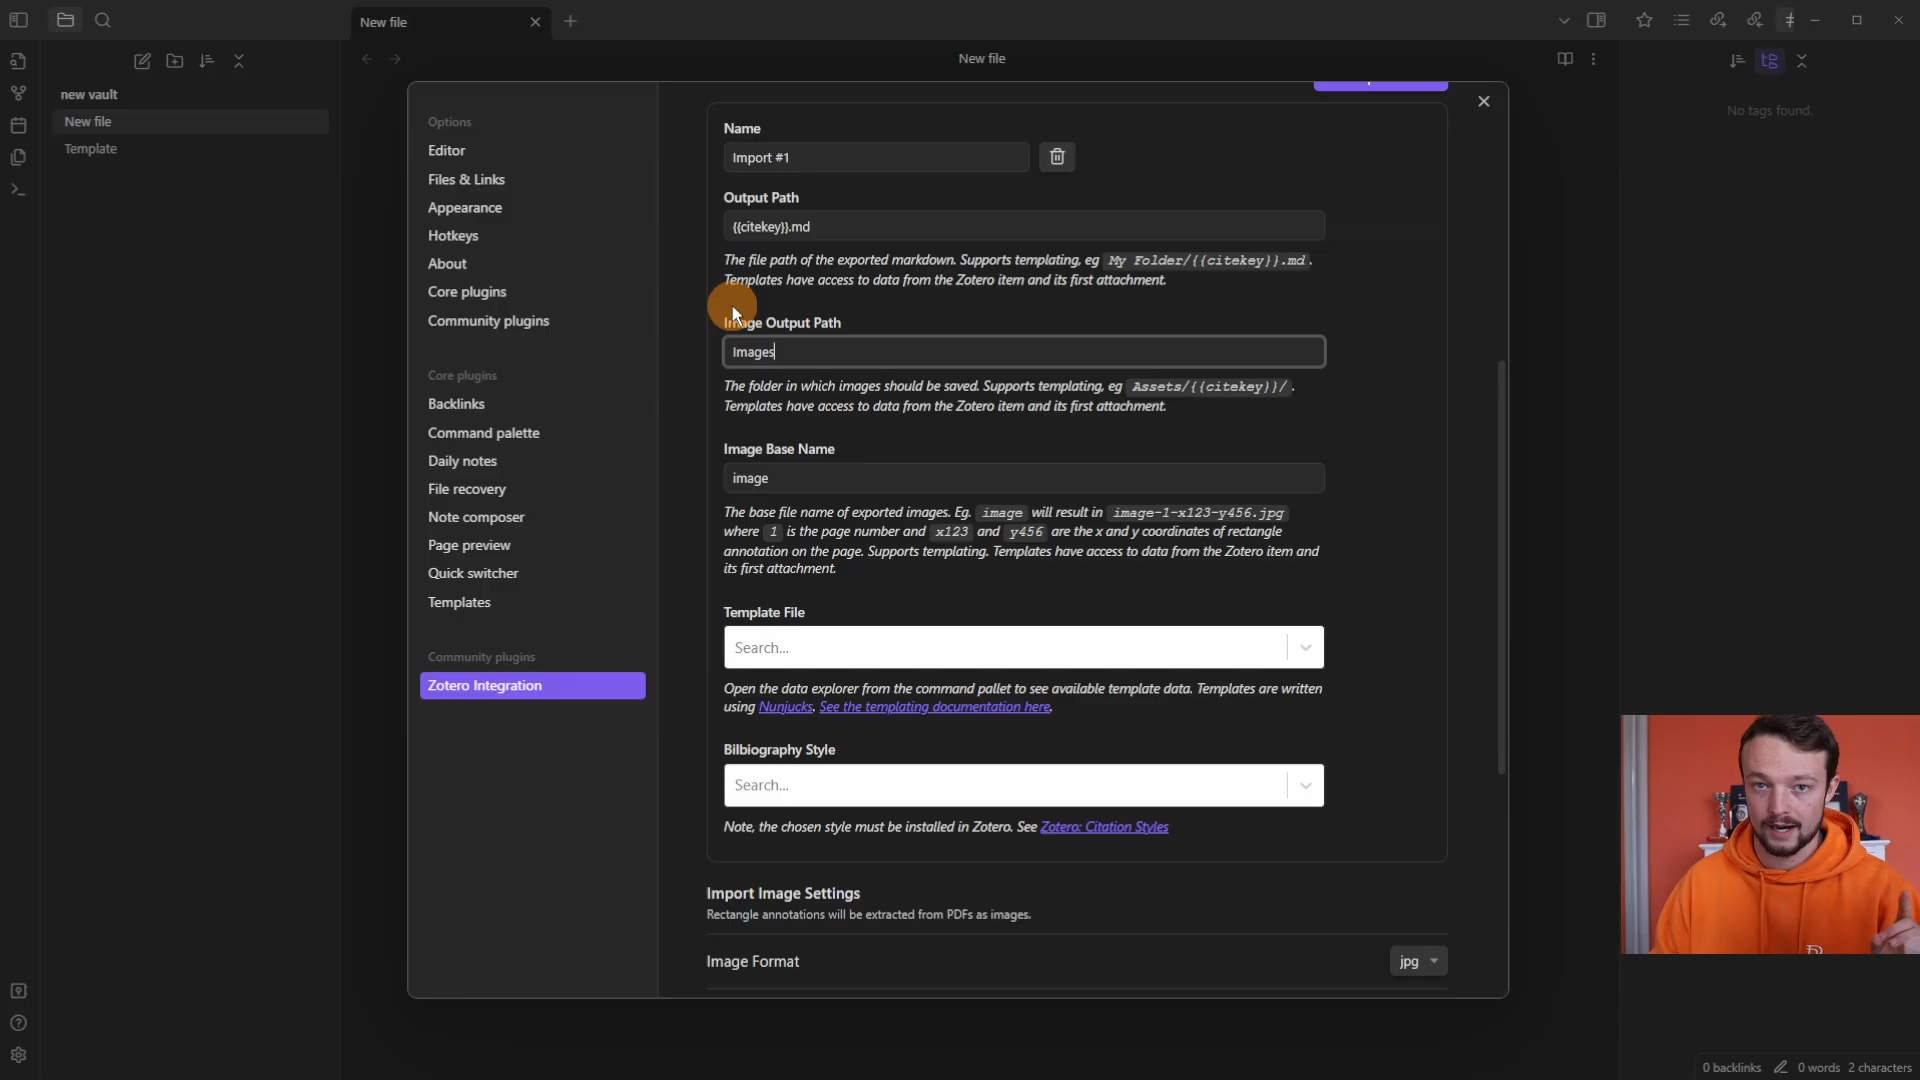 New file
New file
new vault
New file
Template
No tags found.
Options
Editor
Files & Links
Appearance
Hotkeys
About
Core plugins
Community plugins
Core plugins
Backlinks
Command palette
Daily notes
File recovery
Note composer
Page preview
Quick switcher
Templates
Community plugins
Zotero Integration
Name
Import #1
Output Path
{{citekey}}.md
The file path of the exported markdown. Supports templating, eg My Folder/{{citekey}}.md.
Templates have access to data from the Zotero item and its first attachment.
Image Output Path
Images
The folder in which images should be saved. Supports templating, eg Assets/{{citekey}}/.
Templates have access to data from the Zotero item and its first attachment.
Image Base Name
image
The base file name of exported images. Eg. image will result in image-1-x123-y456.jpg
where 1 is the page number and x123 and y456 are the x and y coordinates of rectangle
annotation on the page. Supports templating. Templates have access to data from the Zotero item and
its first attachment.
Template File
Search...
Open the data explorer from the command pallet to see available template data. Templates are written
using Nunjucks. See the templating documentation here.
Bilbiography Style
Search...
Note, the chosen style must be installed in Zotero. See Zotero: Citation Styles
Import Image Settings
Rectangle annotations will be extracted from PDFs as images.
Image Format
jpg
0 backlinks 0 words 2 characters